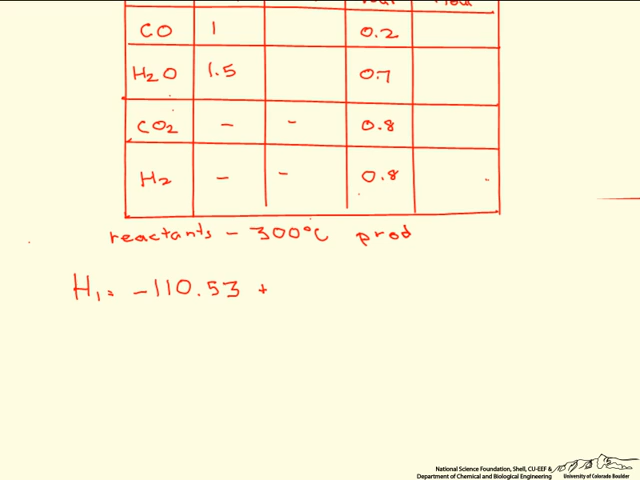 CO 1 0.2
H2O 1.5 0.7
CO2 - - 0.8
H2 - - 0.8
reactants - 300°C prod
H1= -110.53 +
National Science Foundation, Shell, CU-EEF &
Department of Chemical and Biological Engineering
University of Colorado Boulder